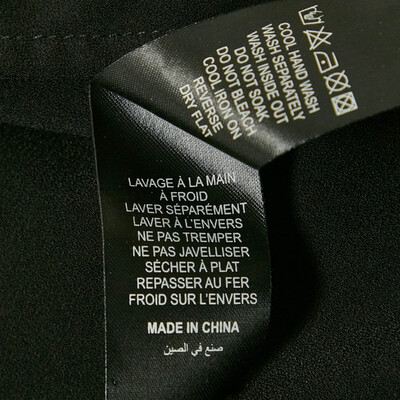 COOL HAND WASH
WASH SEPARATELY
WASH INSIDE OUT
DO NOT SOAK
DO NOT BLEACH
COOL IRON ON
REVERSE
DRY FLAT
LAVAGE À LA MAIN
À FROID
LAVER SÉPARÉMENT
LAVER À L'ENVERS
NE PAS TREMPER
NE PAS JAVELLISER
SÉCHER À PLAT
REPASSER AU FER
FROID SUR L'ENVERS
MADE IN CHINA
صنع في الصين